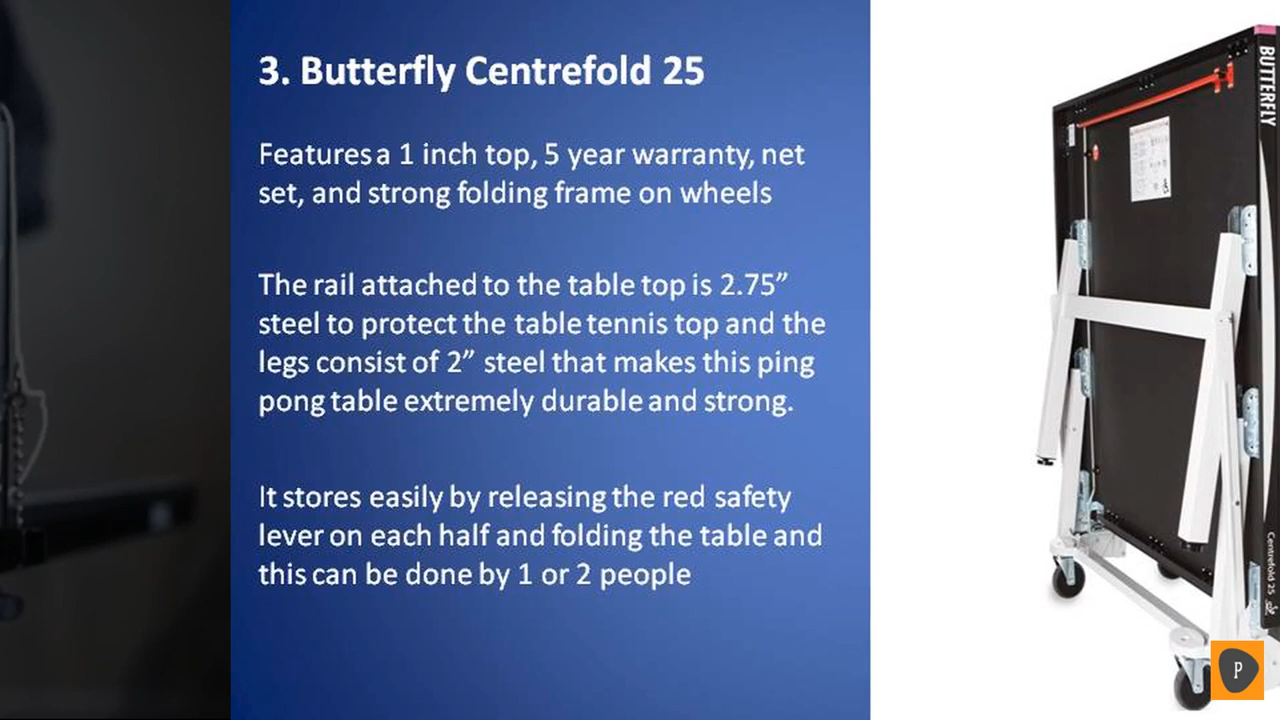 3. Butterfly Centrefold 25
Features a 1 inch top, 5 year warranty, net
set, and strong folding frame on wheels
The rail attached to the table top is 2.75”
steel to protect the table tennis top and the
legs consist of 2” steel that makes this ping
pong table extremely durable and strong.
It stores easily by releasing the red safety
lever on each half and folding the table and
this can be done by 1 or 2 people
BUTTERFLY
Centrefold 25
P